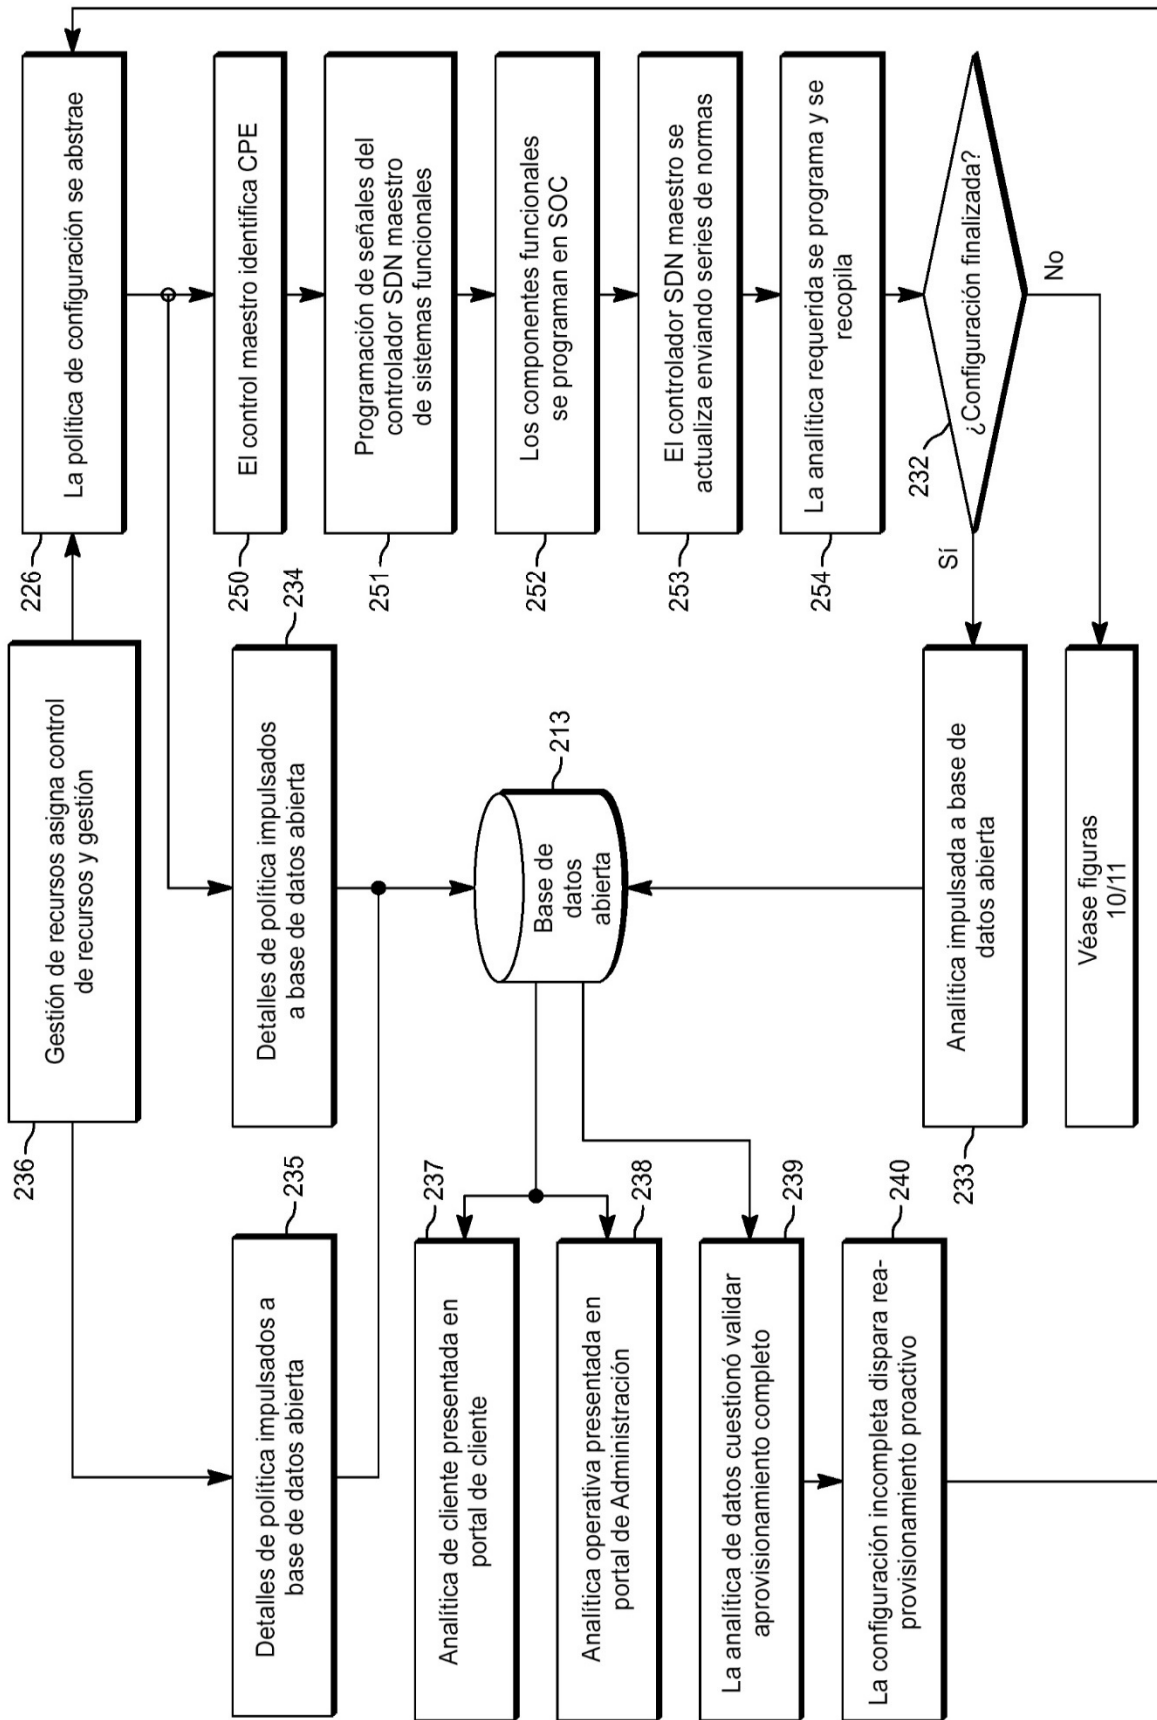 236
Gestión de recursos asigna control
de recursos y gestión
226
La política de configuración se abstrae
235
Detalles de política impulsados a
base de datos abierta
234
Detalles de política impulsados
a base de datos abierta
250
El control maestro identifica CPE
251
Programación de señales del
controlador SDN maestro
de sistemas funcionales
237
Analítica de cliente presentada en
portal de cliente
213
Base de
datos
abierta
252
Los componentes funcionales
se programan en SOC
238
Analítica operativa presentada en
portal de Administración
253
El controlador SDN maestro se
actualiza enviando series de normas
239
La analítica de datos cuestionó validar
aprovisionamiento completo
254
La analítica requerida se programa y se
recopila
240
La configuración incompleta dispara rea-
provisionamiento proactivo
233
Analítica impulsada a base de
datos abierta
Sí
232
¿Configuración finalizada?
No
Véase figuras
10/11